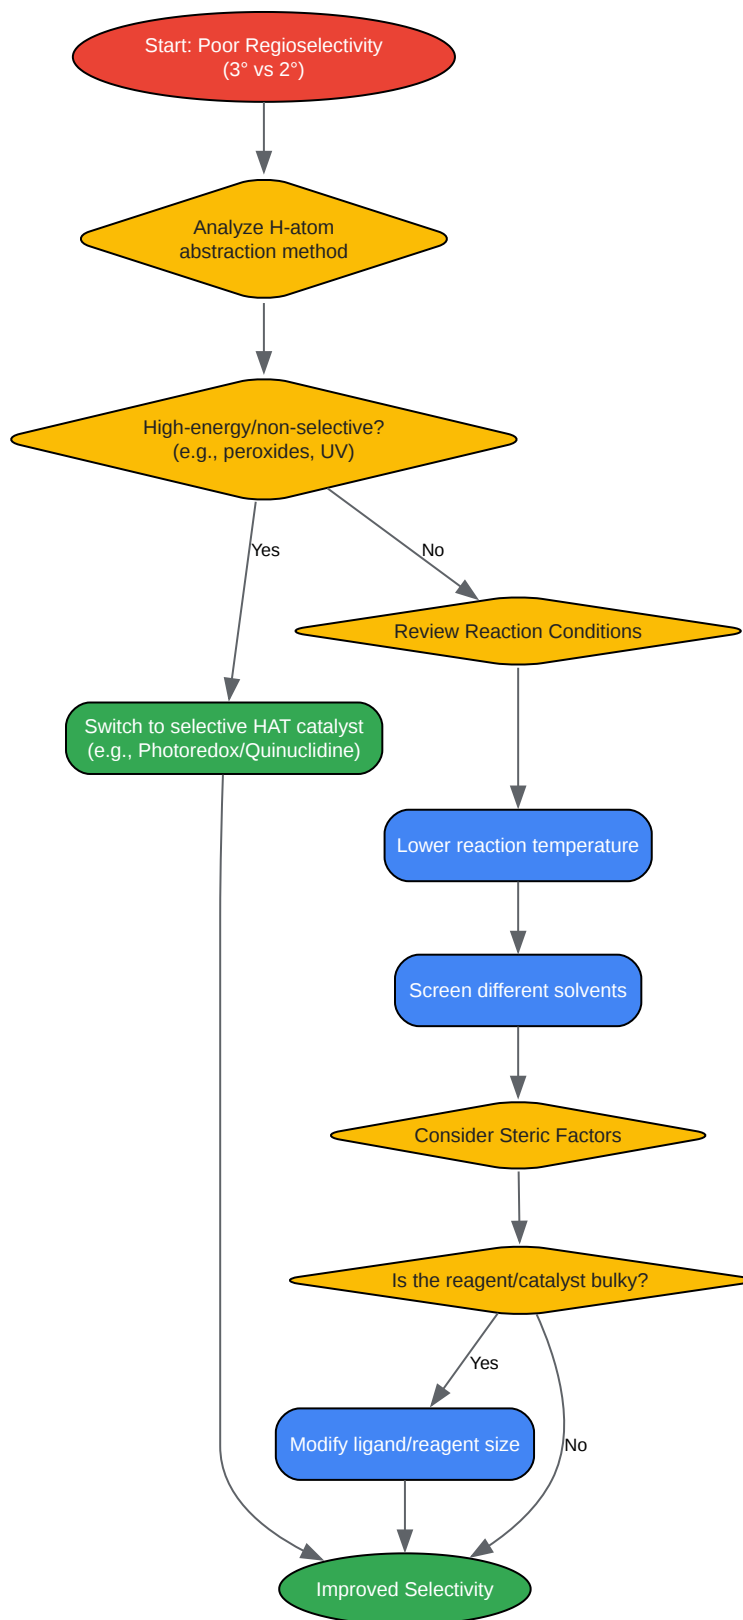 Start: Poor Regioselectivity
(3° vs 2°)
Analyze H-atom
abstraction method
High-energy/non-selective?
(e.g., peroxides, UV)
Yes
No
Review Reaction Conditions
Switch to selective HAT catalyst
(e.g., Photoredox/Quinuclidine)
Lower reaction temperature
Screen different solvents
Consider Steric Factors
Is the reagent/catalyst bulky?
Yes
Modify ligand/reagent size
No
Improved Selectivity